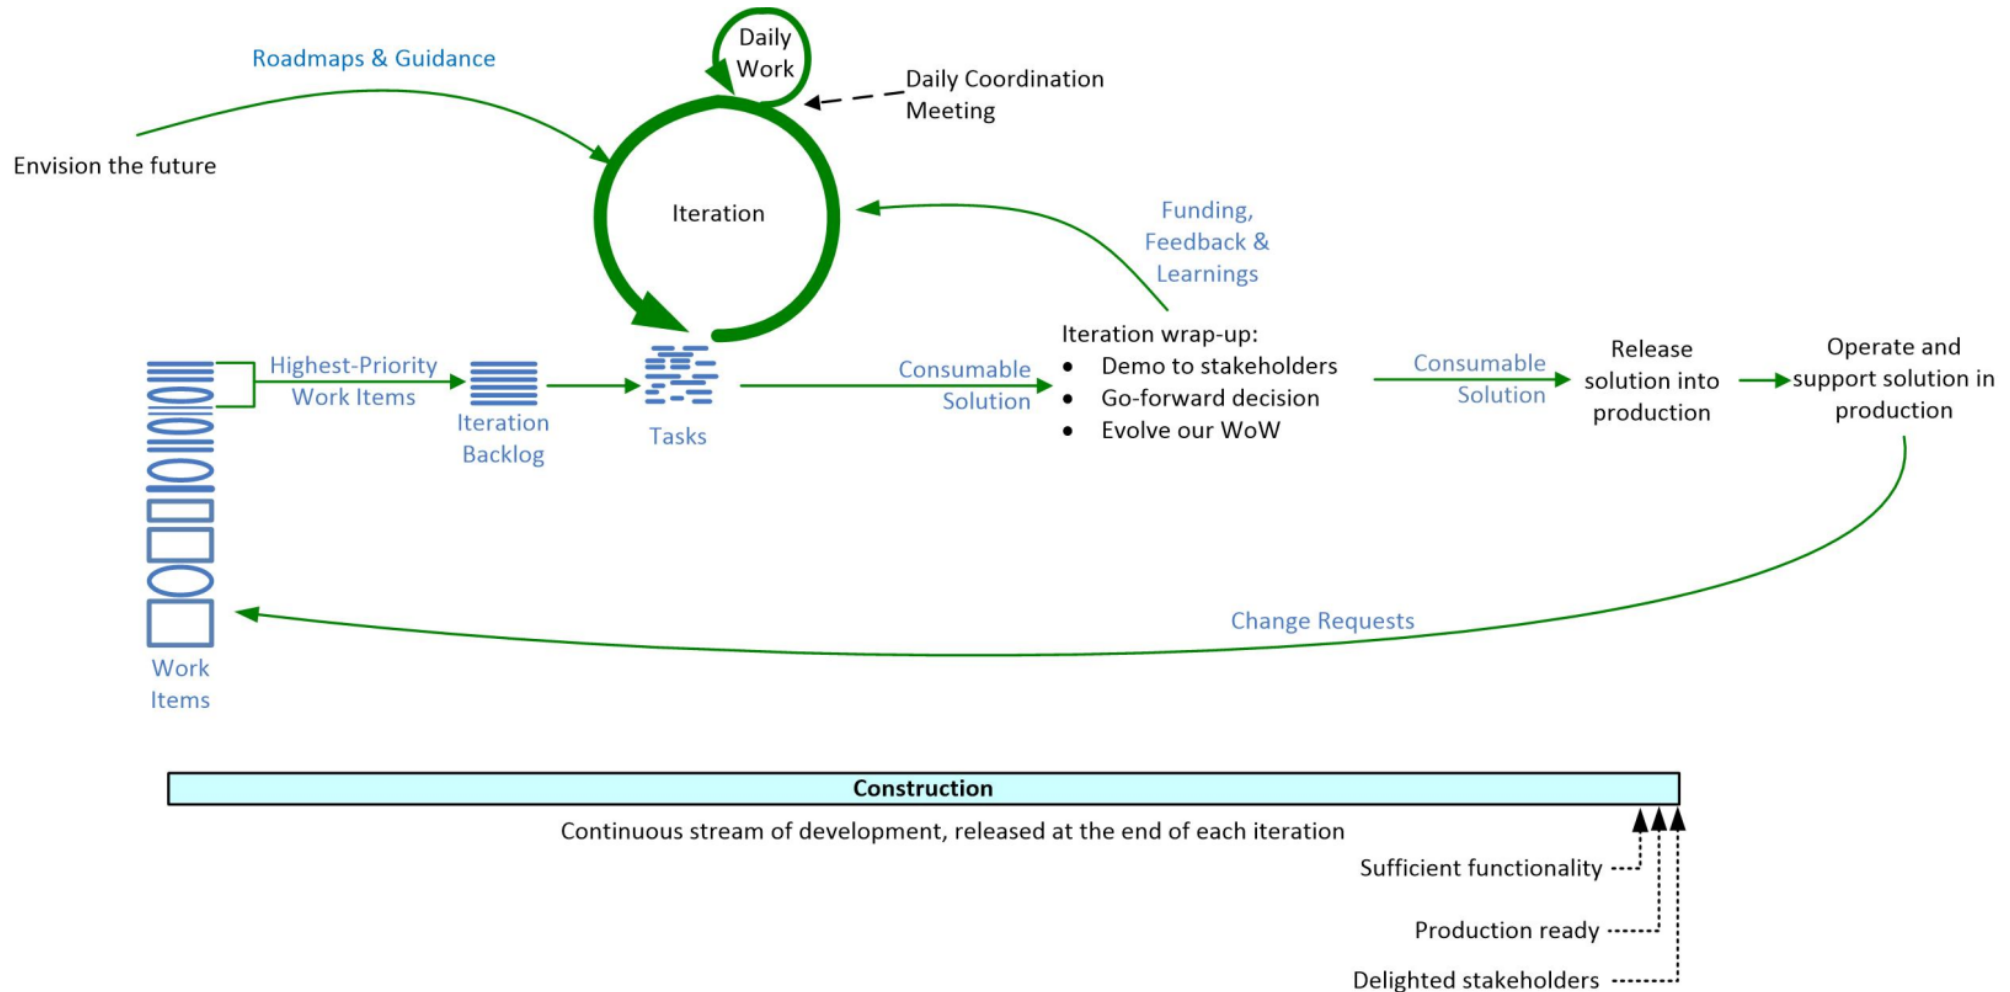 Daily
Work
Roadmaps & Guidance
Daily Coordination
Meeting
Envision the future
Iteration
Funding,
Feedback &
Learnings
Iteration wrap-up:
• Demo to stakeholders
• Go-forward decision
• Evolve our WoW
Highest-Priority
Work Items
Iteration
Backlog
Tasks
Consumable
Solution
Consumable
Solution
Release
solution into
production
Operate and
support solution in
production
Change Requests
Work
Items
Construction
Continuous stream of development, released at the end of each iteration
Sufficient functionality
Production ready
Delighted stakeholders